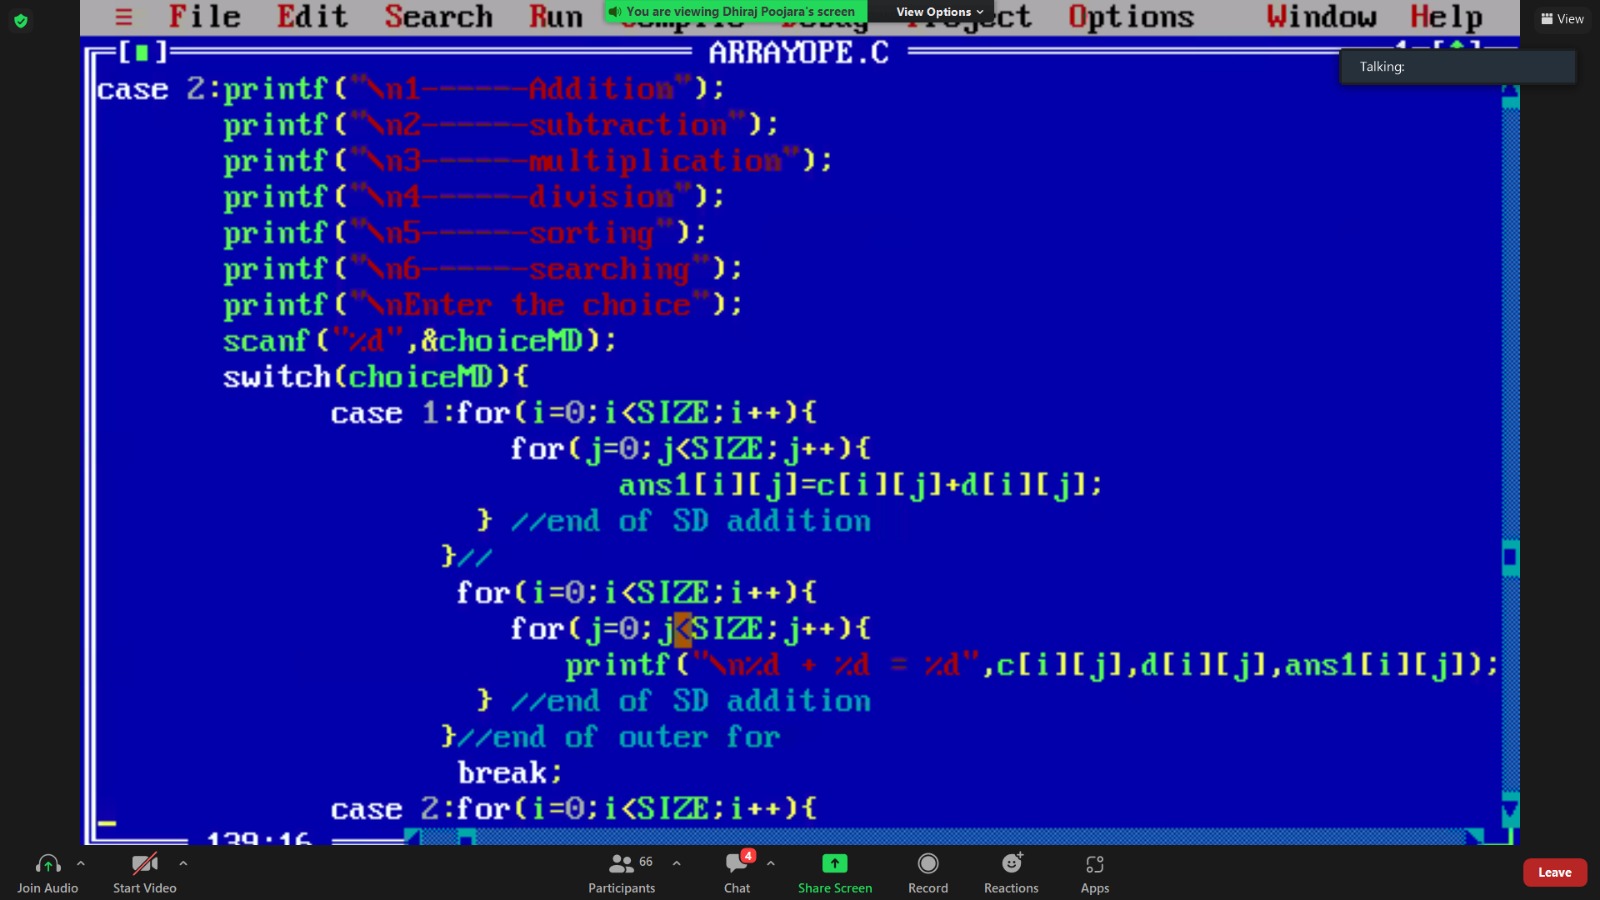 ≡ File Edit Search Run Compile Debug Project Options Window Help
You are viewing Dhiraj Poojara's screen View Options
View
ARRAYOPE.C
Talking:
case 2:printf("\n1------Addition");
printf("\n2------subtraction");
printf("\n3------multiplication");
printf("\n4------division");
printf("\n5------sorting");
printf("\n6------searching");
printf("\nEnter the choice");
scanf("%d",&choiceMD);
switch(choiceMD){
case 1:for(i=0;i<SIZE;i++){
for(j=0;j<SIZE;j++){
ans1[i][j]=c[i][j]+d[i][j];
} //end of SD addition
}//
for(i=0;i<SIZE;i++){
for(j=0;j<SIZE;j++){
printf("\n%d + %d = %d",c[i][j],d[i][j],ans1[i][j]);
} //end of SD addition
}//end of outer for
break;
case 2:for(i=0;i<SIZE;i++){
139:16
66
4
Join Audio Start Video Participants Chat Share Screen Record Reactions Apps Leave